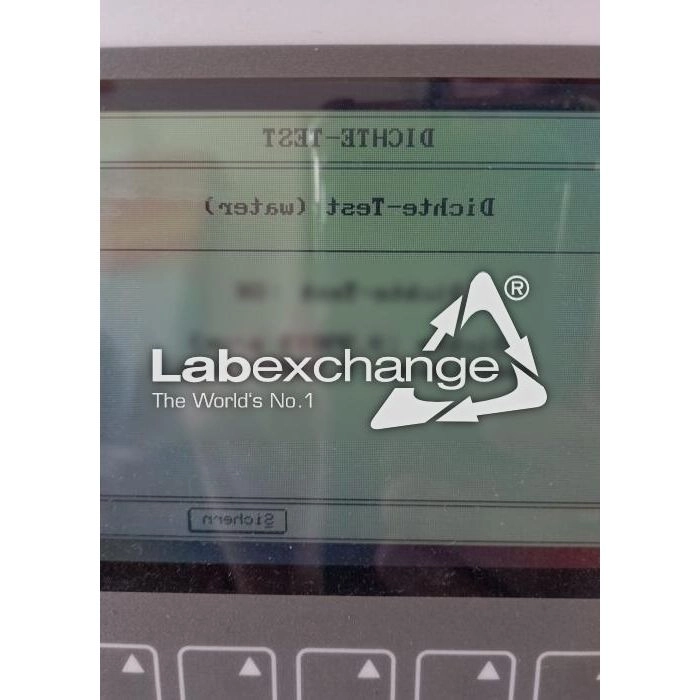 DICHTE-TEST
Dichte-Test (water)
Labexchange®
The World's No.1
Sichern